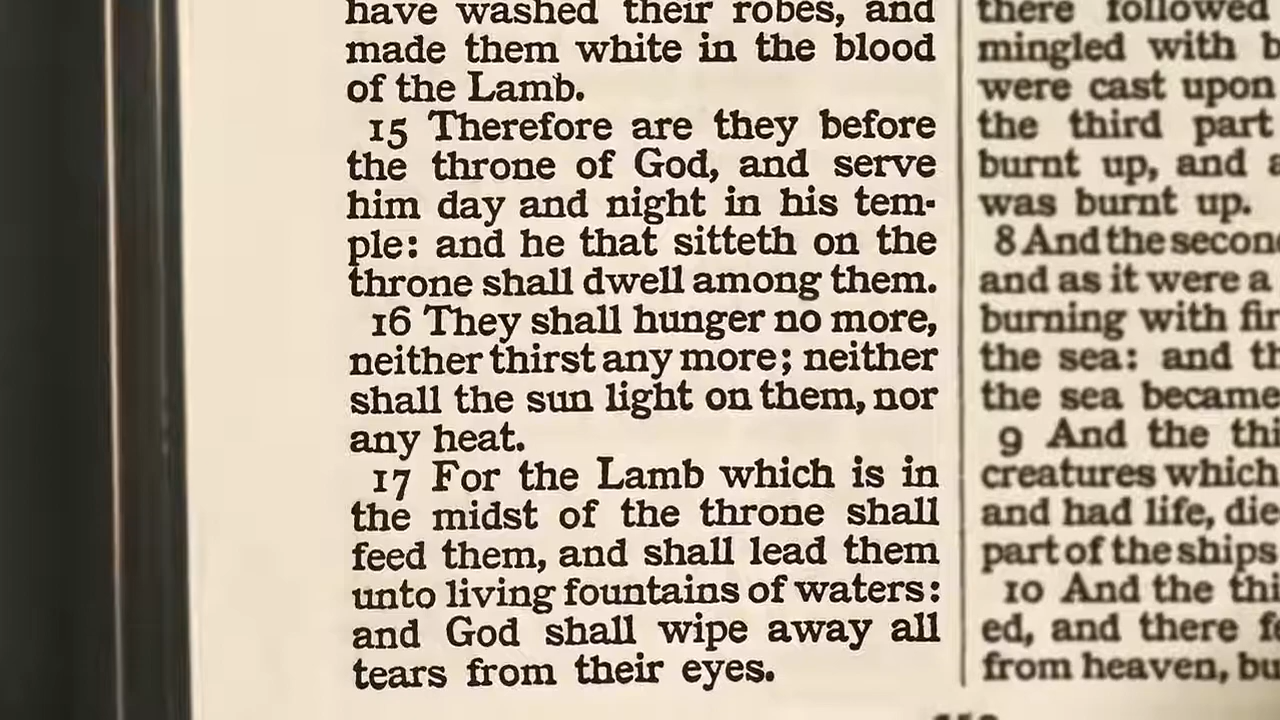 have washed their robes, and
made them white in the blood
of the Lamb.
15 Therefore are they before
the throne of God, and serve
him day and night in his tem-
ple: and he that sitteth on the
throne shall dwell among them.
16 They shall hunger no more,
neither thirst any more; neither
shall the sun light on them, nor
any heat.
17 For the Lamb which is in
the midst of the throne shall
feed them, and shall lead them
unto living fountains of waters:
and God shall wipe away all
tears from their eyes.
there followed
mingled with
were cast upon
the third part
burnt up, and
was burnt up.
8 And the
and as it were a
burning with
the sea: and
the sea became
9 And the
creatures which
and had life,
part of the ships
10 And the
ed, and there
from heaven,